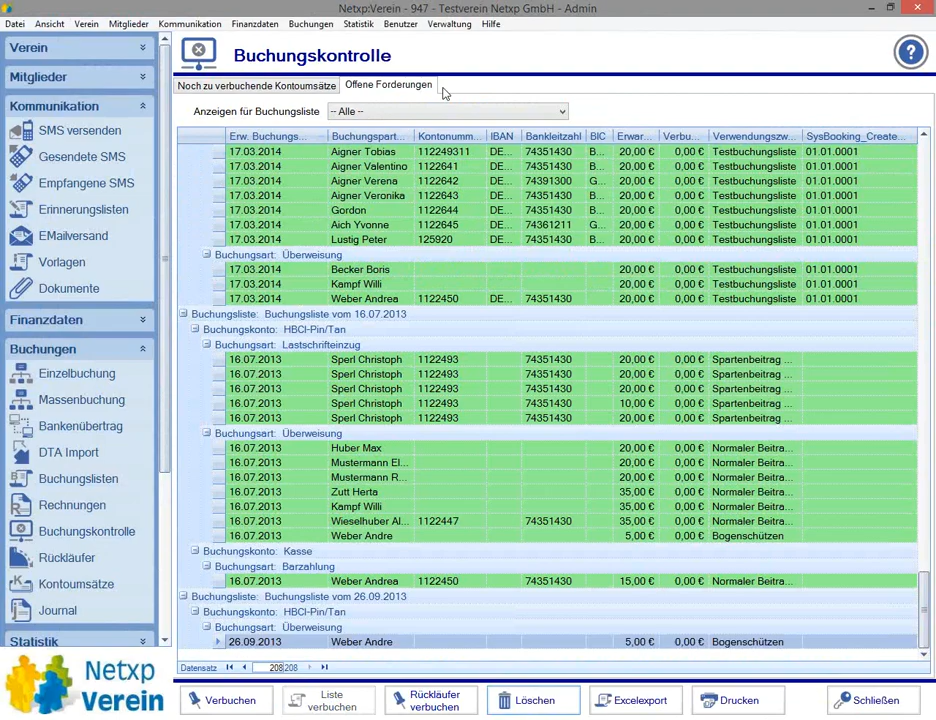 Netxp:Verein - 947 - Testverein Netxp GmbH - Admin
Datei Ansicht Verein Mitglieder Kommunikation Finanzdaten Buchungen Statistik Benutzer Verwaltung Hilfe
Verein
Mitglieder
Kommunikation
SMS versenden
Gesendete SMS
Empfangene SMS
Erinnerungslisten
EMailversand
Vorlagen
Dokumente
Finanzdaten
Buchungen
Einzelbuchung
Massenbuchung
Bankenübertrag
DTA Import
Buchungslisten
Rechnungen
Buchungskontrolle
Rückläufer
Kontoumsätze
Journal
Statistik
Netxp
Verein
Buchungskontrolle
?
Noch zu verbuchende Kontoumsätze Offene Forderungen
Anzeigen für Buchungsliste -- Alle --
Erw. Buchungs... Buchungspart... Kontonumm... IBAN Bankleitzahl BIC Erwar... Verbu... Verwendungszw... SysBooking_Create...
17.03.2014 Aigner Tobias 112249311 DE... 74351430 B... 20,00 € 0,00 € Testbuchungsliste 01.01.0001
17.03.2014 Aigner Valentino 1122641 DE... 74351430 B... 20,00 € 0,00 € Testbuchungsliste 01.01.0001
17.03.2014 Aigner Verena 1122642 DE... 74391300 G... 20,00 € 0,00 € Testbuchungsliste 01.01.0001
17.03.2014 Aigner Veronika 1122643 DE... 74351430 B... 20,00 € 0,00 € Testbuchungsliste 01.01.0001
17.03.2014 Gordon 1122644 DE... 74351430 B... 20,00 € 0,00 € Testbuchungsliste 01.01.0001
17.03.2014 Aich Yvonne 1122645 DE... 74361211 G... 20,00 € 0,00 € Testbuchungsliste 01.01.0001
17.03.2014 Lustig Peter 125920 DE... 74351430 B... 20,00 € 0,00 € Testbuchungsliste 01.01.0001
Buchungsart: Überweisung
17.03.2014 Becker Boris 20,00 € 0,00 € Testbuchungsliste 01.01.0001
17.03.2014 Kampf Willi 20,00 € 0,00 € Testbuchungsliste 01.01.0001
17.03.2014 Weber Andrea 1122450 DE... 74351430 20,00 € 0,00 € Testbuchungsliste 01.01.0001
Buchungsliste: Buchungsliste vom 16.07.2013
Buchungskonto: HBCI-Pin/Tan
Buchungsart: Lastschrifteinzug
16.07.2013 Sperl Christoph 1122493 74351430 20,00 € 0,00 € Spartenbeitrag ...
16.07.2013 Sperl Christoph 1122493 74351430 20,00 € 0,00 € Spartenbeitrag ...
16.07.2013 Sperl Christoph 1122493 74351430 20,00 € 0,00 € Spartenbeitrag ...
16.07.2013 Sperl Christoph 1122493 74351430 10,00 € 0,00 € Spartenbeitrag ...
16.07.2013 Sperl Christoph 1122493 74351430 20,00 € 0,00 € Spartenbeitrag ...
Buchungsart: Überweisung
16.07.2013 Huber Max 20,00 € 0,00 € Normaler Beitra...
16.07.2013 Mustermann El... 20,00 € 0,00 € Normaler Beitra...
16.07.2013 Mustermann R... 20,00 € 0,00 € Normaler Beitra...
16.07.2013 Zutt Herta 35,00 € 0,00 € Normaler Beitra...
16.07.2013 Kampf Willi 35,00 € 0,00 € Normaler Beitra...
16.07.2013 Wieselhuber Al... 1122447 74351430 35,00 € 0,00 € Normaler Beitra...
16.07.2013 Weber Andre 5,00 € 0,00 € Bogenschützen
Buchungskonto: Kasse
Buchungsart: Barzahlung
16.07.2013 Weber Andrea 1122450 74351430 15,00 € 0,00 € Normaler Beitra...
Buchungsliste: Buchungsliste vom 26.09.2013
Buchungskonto: HBCI-Pin/Tan
Buchungsart: Überweisung
26.09.2013 Weber Andre 5,00 € 0,00 € Bogenschützen
Datensatz 208 208
Verbuchen
Liste verbuchen
Rückläufer verbuchen
Löschen
Excelexport
Drucken
Schließen